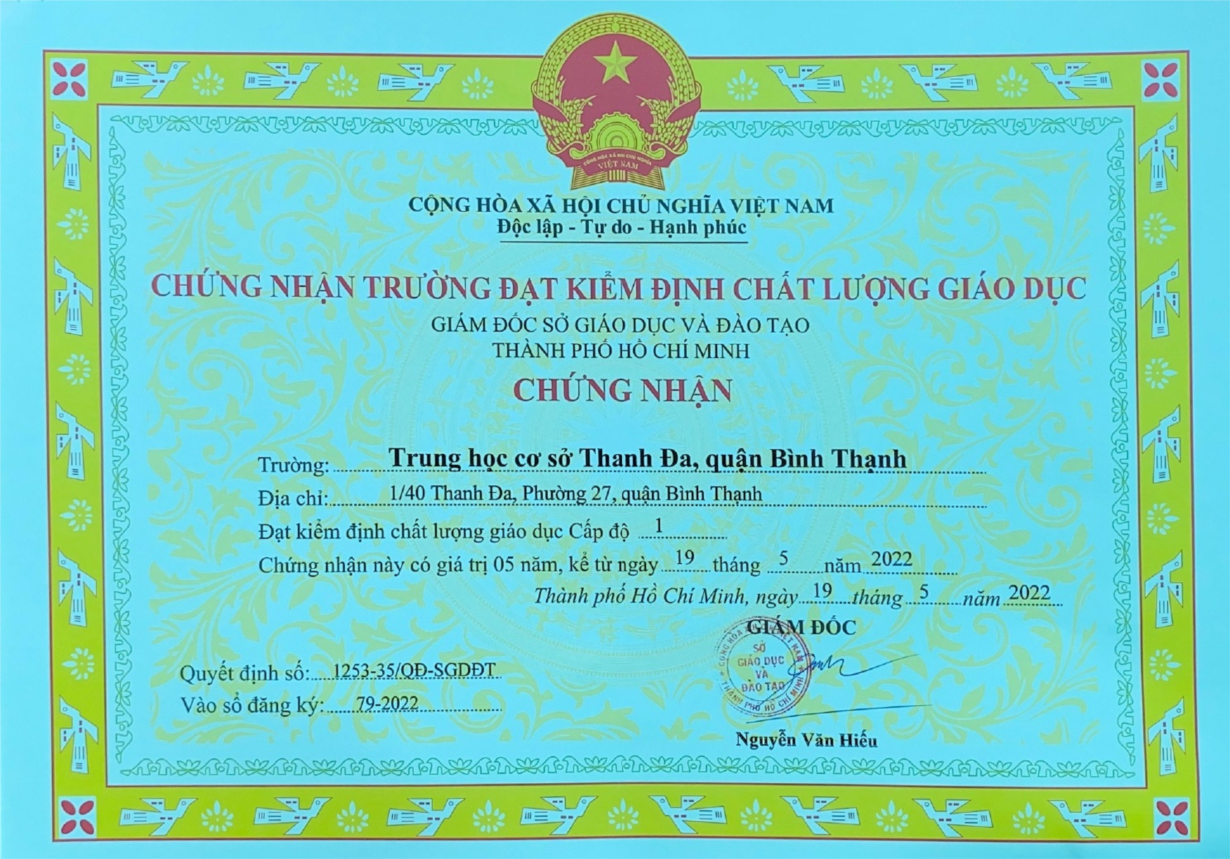 CỘNG HÒA XÃ HỘI CHỦ NGHĨA
VIỆT NAM
CỘNG HÒA XÃ HỘI CHỦ NGHĨA VIỆT NAM
Độc lập - Tự do - Hạnh phúc
CHỨNG NHẬN TRƯỜNG ĐẠT KIỂM ĐỊNH CHẤT LƯỢNG GIÁO DỤC
GIÁM ĐỐC SỞ GIÁO DỤC VÀ ĐÀO TẠO
THÀNH PHỐ HỒ CHÍ MINH
CHỨNG NHẬN
Trường: Trung học cơ sở Thanh Đa, quận Bình Thạnh
Địa chỉ: 1/40 Thanh Đa, Phường 27, quận Bình Thạnh
Đạt kiểm định chất lượng giáo dục Cấp độ 1
Chứng nhận này có giá trị 05 năm, kể từ ngày 19 tháng 5 năm 2022
Thành phố Hồ Chí Minh, ngày 19 tháng 5 năm 2022
GIÁM ĐỐC
SỞ
GIÁO DỤC
VÀ
ĐÀO TẠO
THÀNH PHỐ HỒ CHÍ MINH
Quyết định số: 1253-35/QĐ-SGDĐT
Vào sổ đăng ký: 79-2022
Nguyễn Văn Hiếu